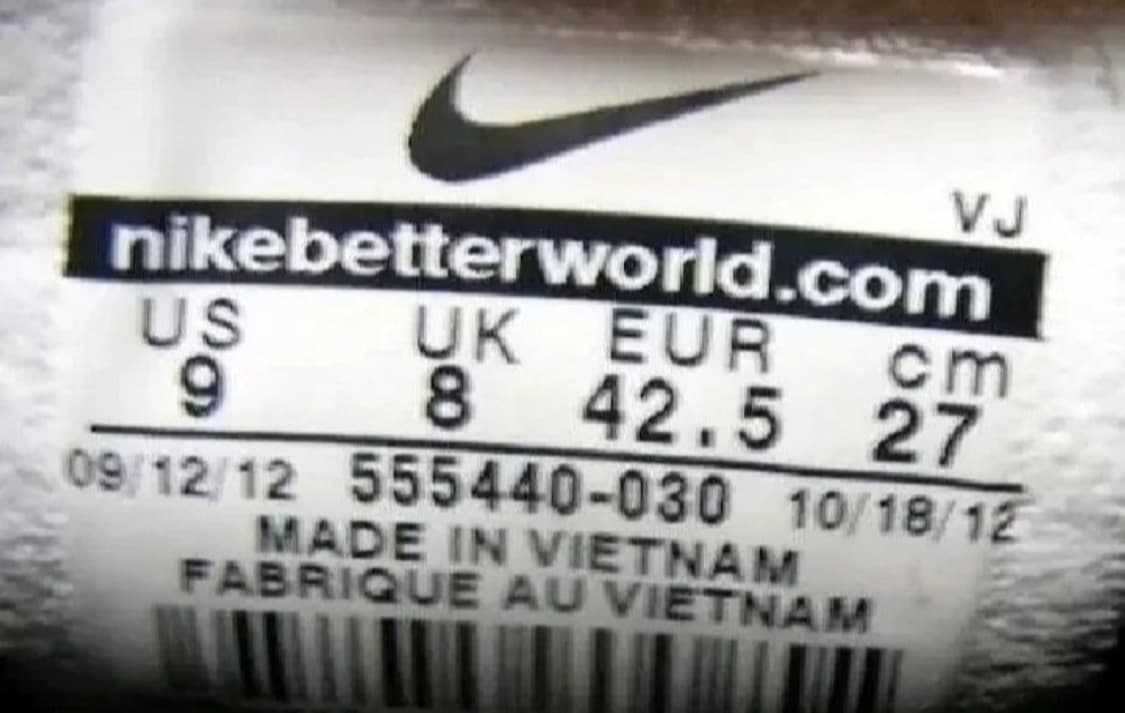 VJ
nikebetterworld.com
US UK EUR cm
9 8 42.5 27
09/12/12 555440-030 10/18/12
MADE IN VIETNAM
FABRIQUE AU VIETNAM